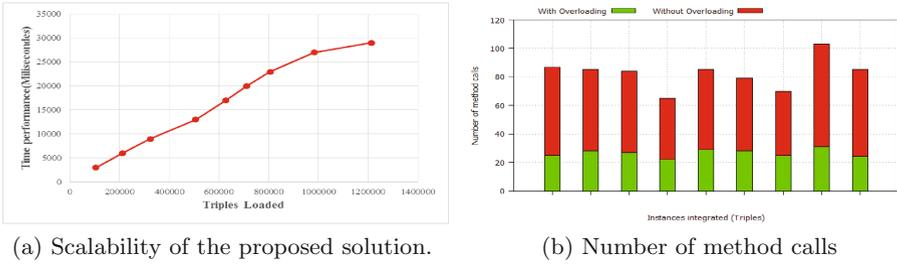 35000
30000
25000
20000
15000
10000
5000
0
Time performance(Miliseecondes)
0 200000 400000 600000 800000 1000000 1200000 1400000
Triples Loaded
(a) Scalability of the proposed solution.
With Overloading Without Overloading
120
100
80
60
40
20
0
Number of method calls
Instances integrated (Triples)
(b) Number of method calls